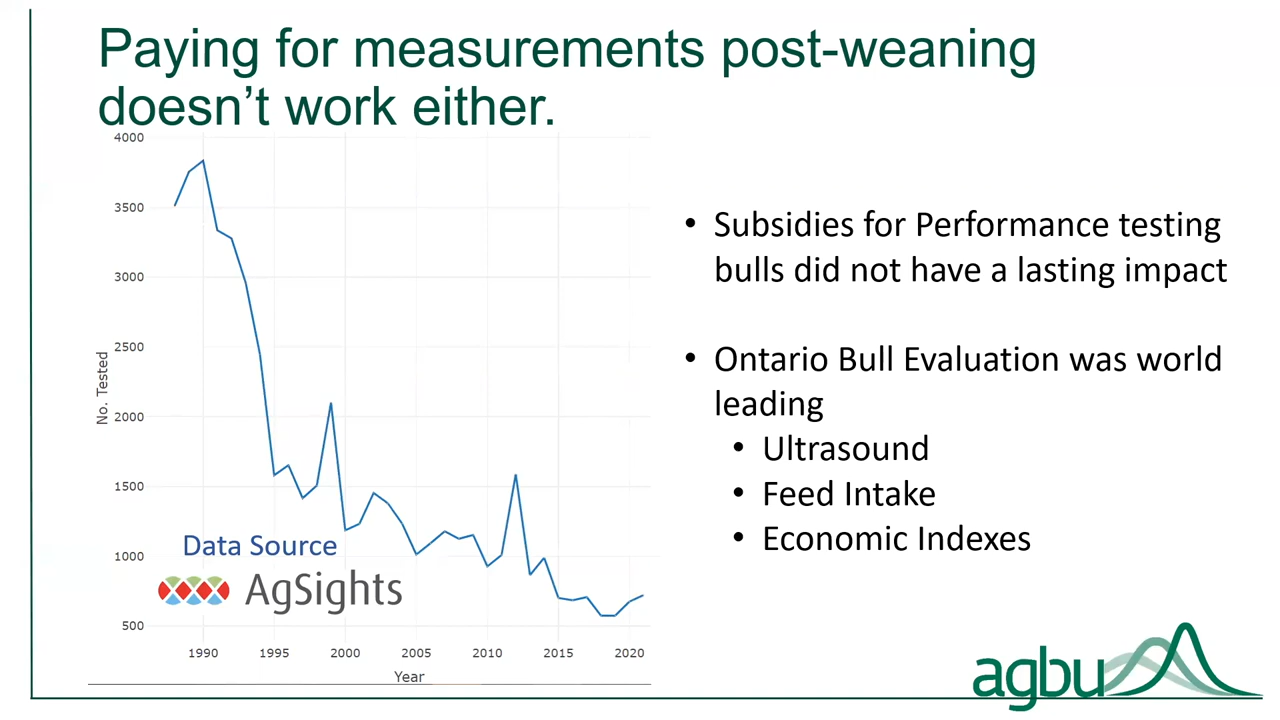 Paying for measurements post-weaning
doesn’t work either.
4000
3500
3000
2500
2000
1500
1000
500
No. Tested
1990
1995
2000
2005
2010
2015
2020
Year
Data Source
AgSights
• Subsidies for Performance testing
bulls did not have a lasting impact
• Ontario Bull Evaluation was world
leading
• Ultrasound
• Feed Intake
• Economic Indexes
agbu